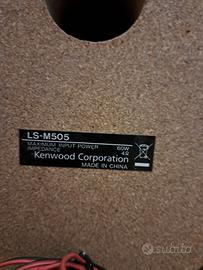 LS-M505
MAXIMUM INPUT POWER 60W
IMPEDANCE 4Ω
Kenwood Corporation
MADE IN CHINA
subito